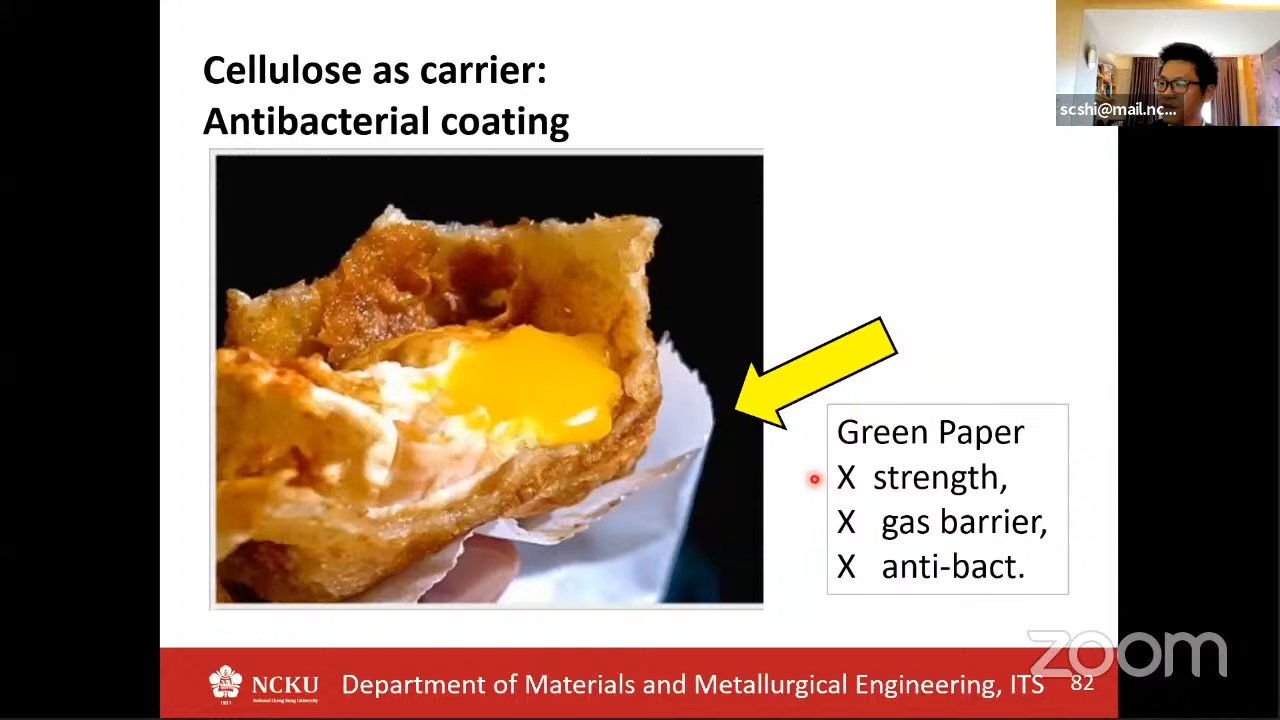 Cellulose as carrier:
Antibacterial coating
scshi@mail.nc...
Green Paper
X strength,
X gas barrier,
X anti-bact.
zoom
NCKU
National Cheng Kung University
1931
Department of Materials and Metallurgical Engineering, ITS
82